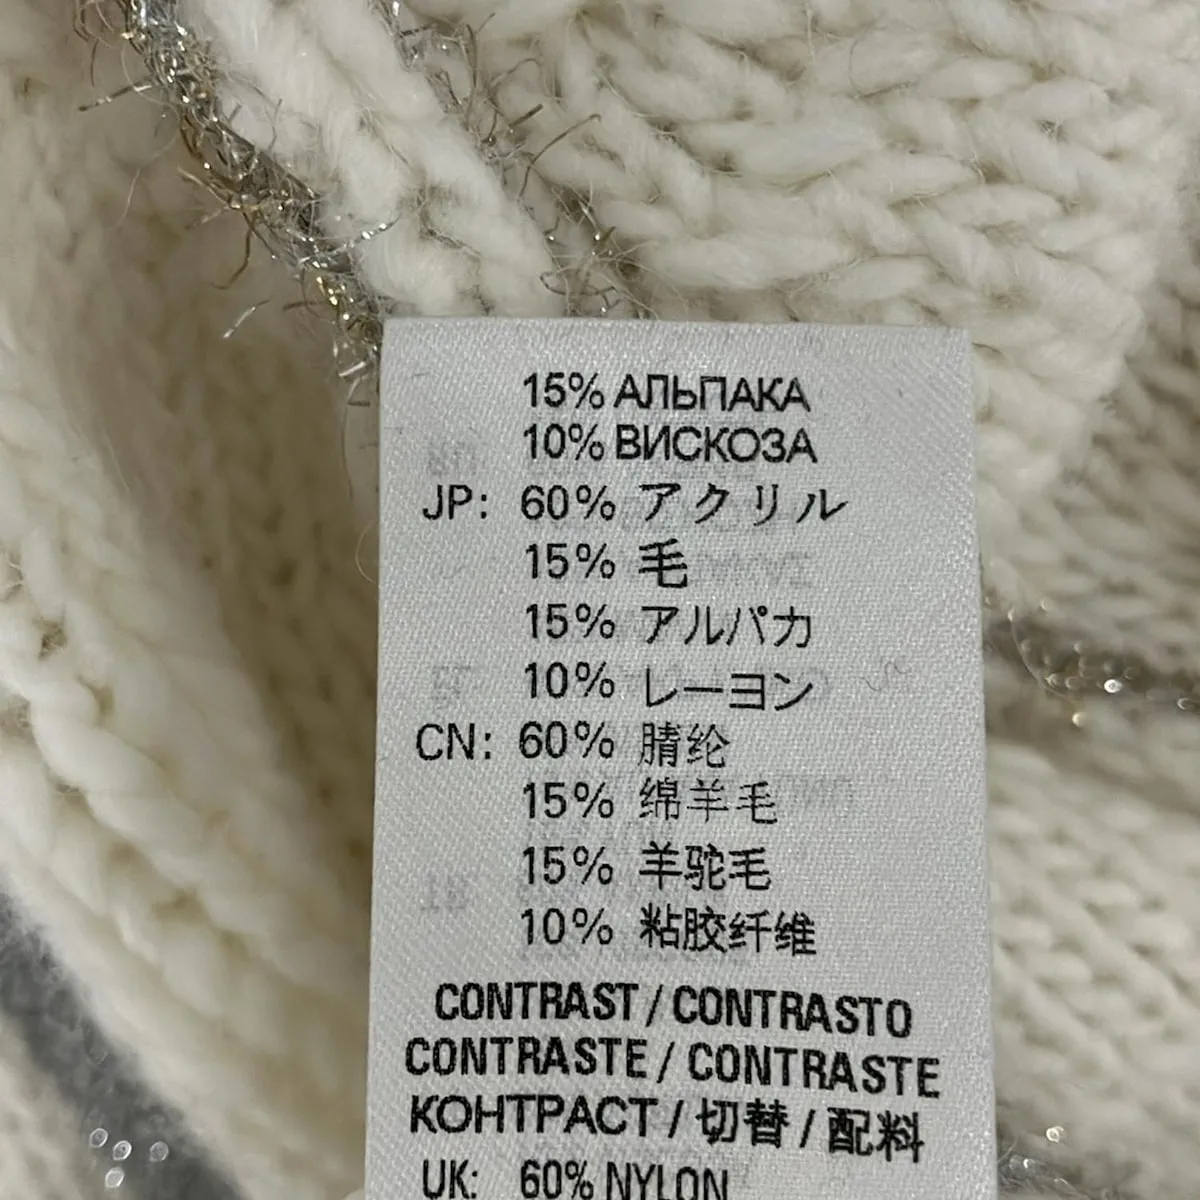 15% АЛЬПАКА
10% ВИСКОЗА
JP: 60% アクリル
15% 毛
15% アルパカ
10% レーヨン
CN: 60% 腈纶
15% 绵羊毛
15% 羊驼毛
10% 粘胶纤维
CONTRAST / CONTRASTO
CONTRASTE / CONTRASTE
КОНТРАСТ / 切替 / 配料
UK: 60% NYLON